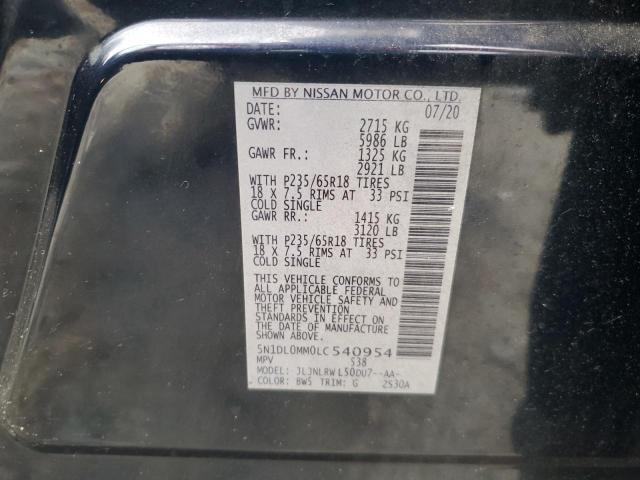 MFD BY NISSAN MOTOR CO., LTD.
DATE: 07/20
GVWR: 2715 KG
5986 LB
GAWR FR.: 1325 KG
2921 LB
WITH P235/65R18 TIRES
18 X 7.5 RIMS AT 33 PSI
COLD SINGLE
GAWR RR.: 1415 KG
3120 LB
WITH P235/65R18 TIRES
18 X 7.5 RIMS AT 33 PSI
COLD SINGLE
THIS VEHICLE CONFORMS TO
ALL APPLICABLE FEDERAL
MOTOR VEHICLE SAFETY AND
THEFT PREVENTION
STANDARDS IN EFFECT ON
THE DATE OF MANUFACTURE
SHOWN ABOVE.
5N1DL0MM0LC540954
MPV S38
MODEL: JL3NLRWL50DU7--AA-
COLOR: BW5 TRIM: G 2530A